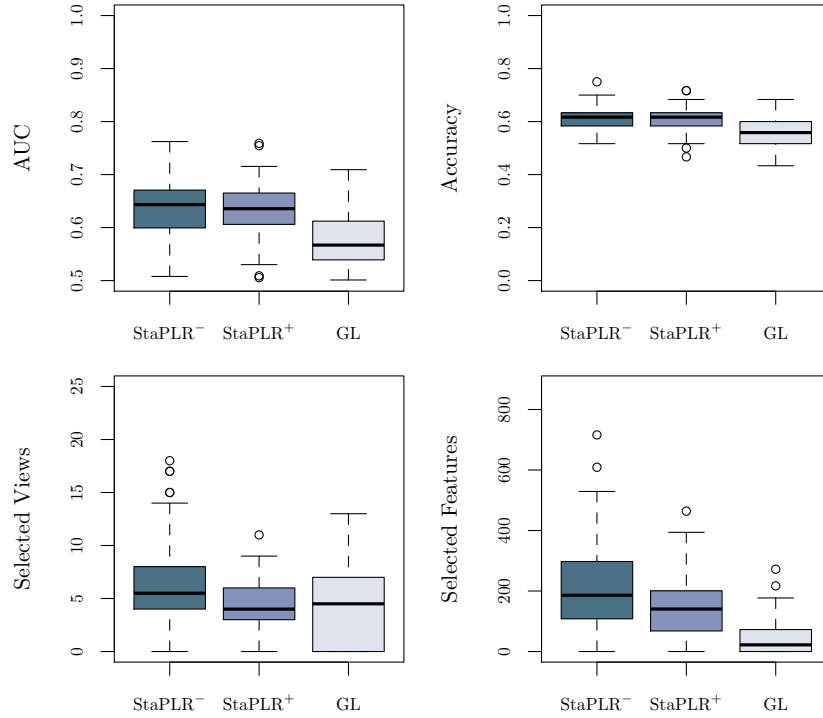 AUC
1.0
0.9
0.8
0.7
0.6
0.5
StaPLR⁻ StaPLR⁺ GL
Accuracy
1.0
0.8
0.6
0.4
0.2
0.0
StaPLR⁻ StaPLR⁺ GL
Selected Views
25
20
15
10
5
0
StaPLR⁻ StaPLR⁺ GL
Selected Features
800
600
400
200
0
StaPLR⁻ StaPLR⁺ GL